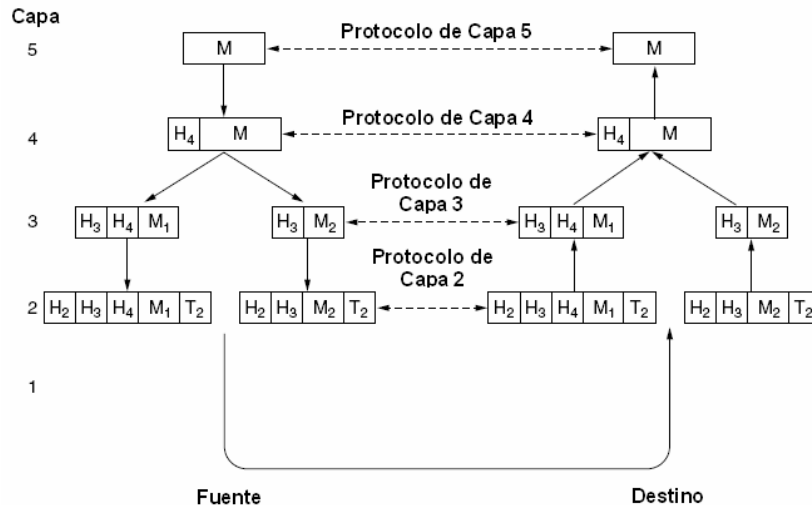 Capa
5 M Protocolo de Capa 5 M
4 H4 M Protocolo de Capa 4 H4 M
Protocolo de
Capa 3
3 H3 H4 M1 H3 M2 H3 H4 M1 H3 M2
Protocolo de
Capa 2
2 H2 H3 H4 M1 T2 H2 H3 M2 T2 H2 H3 H4 M1 T2 H2 H3 M2 T2
1
Fuente Destino